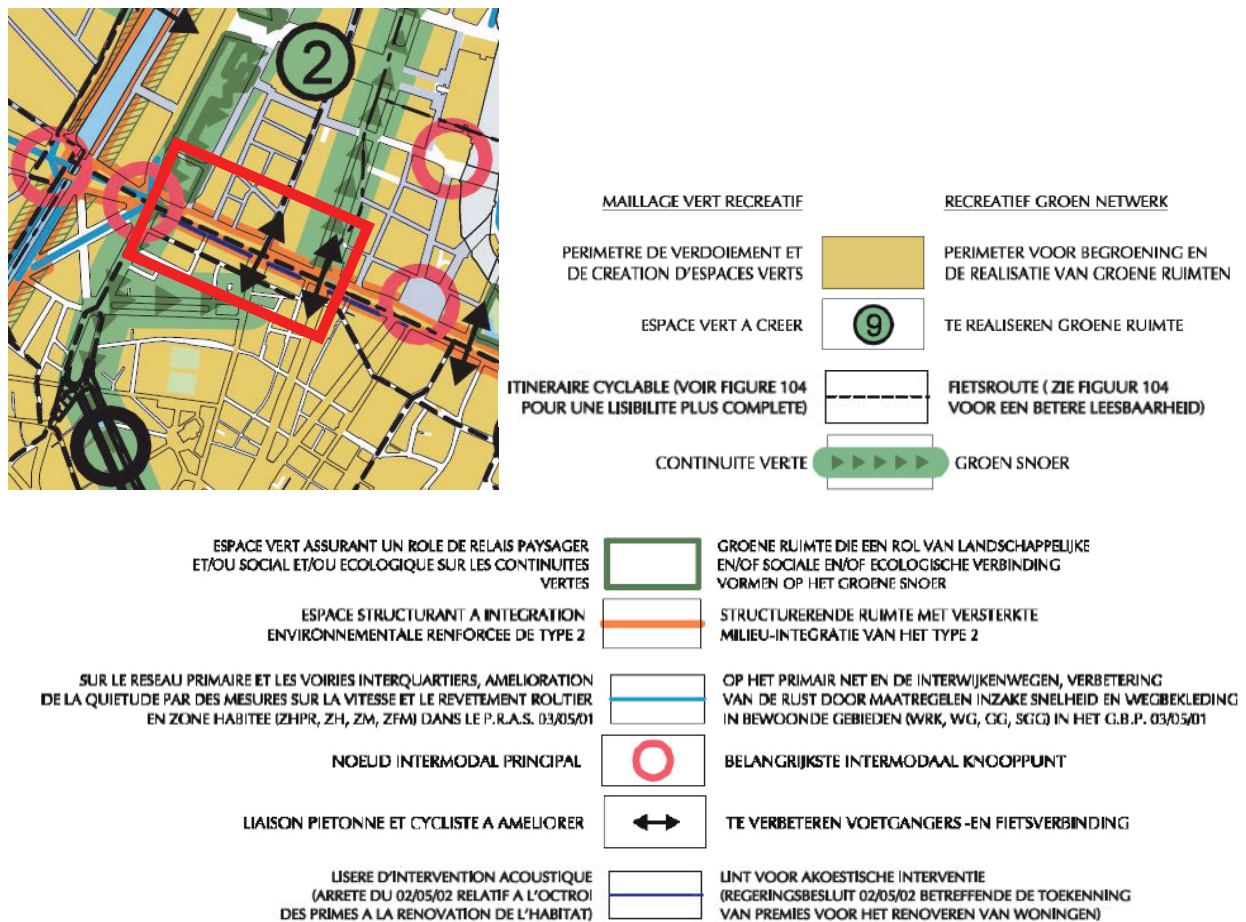 2
MAILLAGE VERT RECREATIF
RECREATIEF GROEN NETWERK
PERIMETRE DE VERDOIEMENT ET
DE CREATION D'ESPACES VERTS
PERIMETER VOOR BEGROENING EN
DE REALISATIE VAN GROENE RUIMTEN
ESPACE VERT A CREER
9
TE REALISEREN GROENE RUIMTE
ITINERAIRE CYCLABLE (VOIR FIGURE 104
POUR UNE LISIBILITE PLUS COMPLETE)
FIETSROUTE ( ZIE FIGUUR 104
VOOR EEN BETERE LEESBAARHEID)
CONTINUITE VERTE
GROEN SNOER
ESPACE VERT ASSURANT UN ROLE DE RELAIS PAYSAGER
ET/OU SOCIAL ET/OU ECOLOGIQUE SUR LES CONTINUITES
VERTES
GROENE RUIMTE DIE EEN ROL VAN LANDSCHAPPELIJKE
EN/OF SOCIALE EN/OF ECOLOGISCHE VERBINDING
VORMEN OP HET GROENE SNOER
ESPACE STRUCTURANT A INTEGRATION
ENVIRONNEMENTALE RENFORCEE DE TYPE 2
STRUCTURERENDE RUIMTE MET VERSTERKTE
MILIEU-INTEGRATIE VAN HET TYPE 2
SUR LE RESEAU PRIMAIRE ET LES VOIRIES INTERQUARTIERS, AMELIORATION
DE LA QUIETUDE PAR DES MESURES SUR LA VITESSE ET LE REVETEMENT ROUTIER
EN ZONE HABITEE (ZHPR, ZH, ZM, ZFM) DANS LE P.R.A.S. 03/05/01
OP HET PRIMAIR NET EN DE INTERWIJKENWEGEN, VERBETERING
VAN DE RUST DOOR MAATREGELEN INZAKE SNELHEID EN WEGBEKLEDING
IN BEWOONDE GEBIEDEN (WRK, WG, GG, SGG) IN HET G.B.P. 03/05/01
NOEUD INTERMODAL PRINCIPAL
BELANGRIJKSTE INTERMODAAL KNOOPPUNT
LIAISON PIETONNE ET CYCLISTE A AMELIORER
TE VERBETEREN VOETGANGERS -EN FIETSVERBINDING
LISERE D'INTERVENTION ACOUSTIQUE
(ARRETE DU 02/05/02 RELATIF A L'OCTROI
DES PRIMES A LA RENOVATION DE L'HABITAT)
LINT VOOR AKOESTISCHE INTERVENTIE
(REGERINGSBESLUIT 02/05/02 BETREFFENDE DE TOEKENNING
VAN PREMIES VOOR HET RENOVEREN VAN WONINGEN)